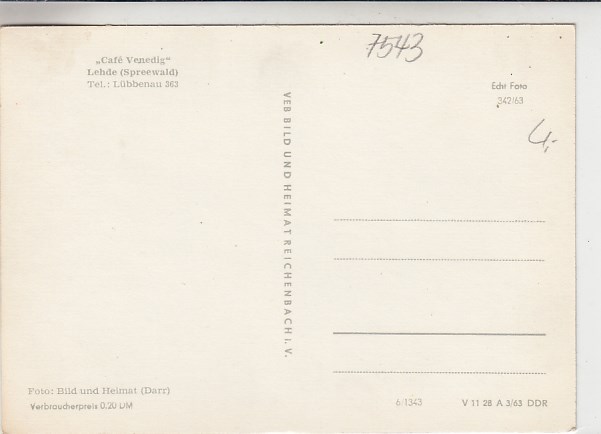 7543
„Café Venedig“
Lehde (Spreewald)
Tel.: Lübbenau 363
Echt Foto
342/63
4,-
VEB BILD UND HEIMAT REICHENBACH i. V.
Foto: Bild und Heimat (Darr)
Verbraucherpreis 0,20 DM
6/1343
V 11 28 A 3/63 DDR